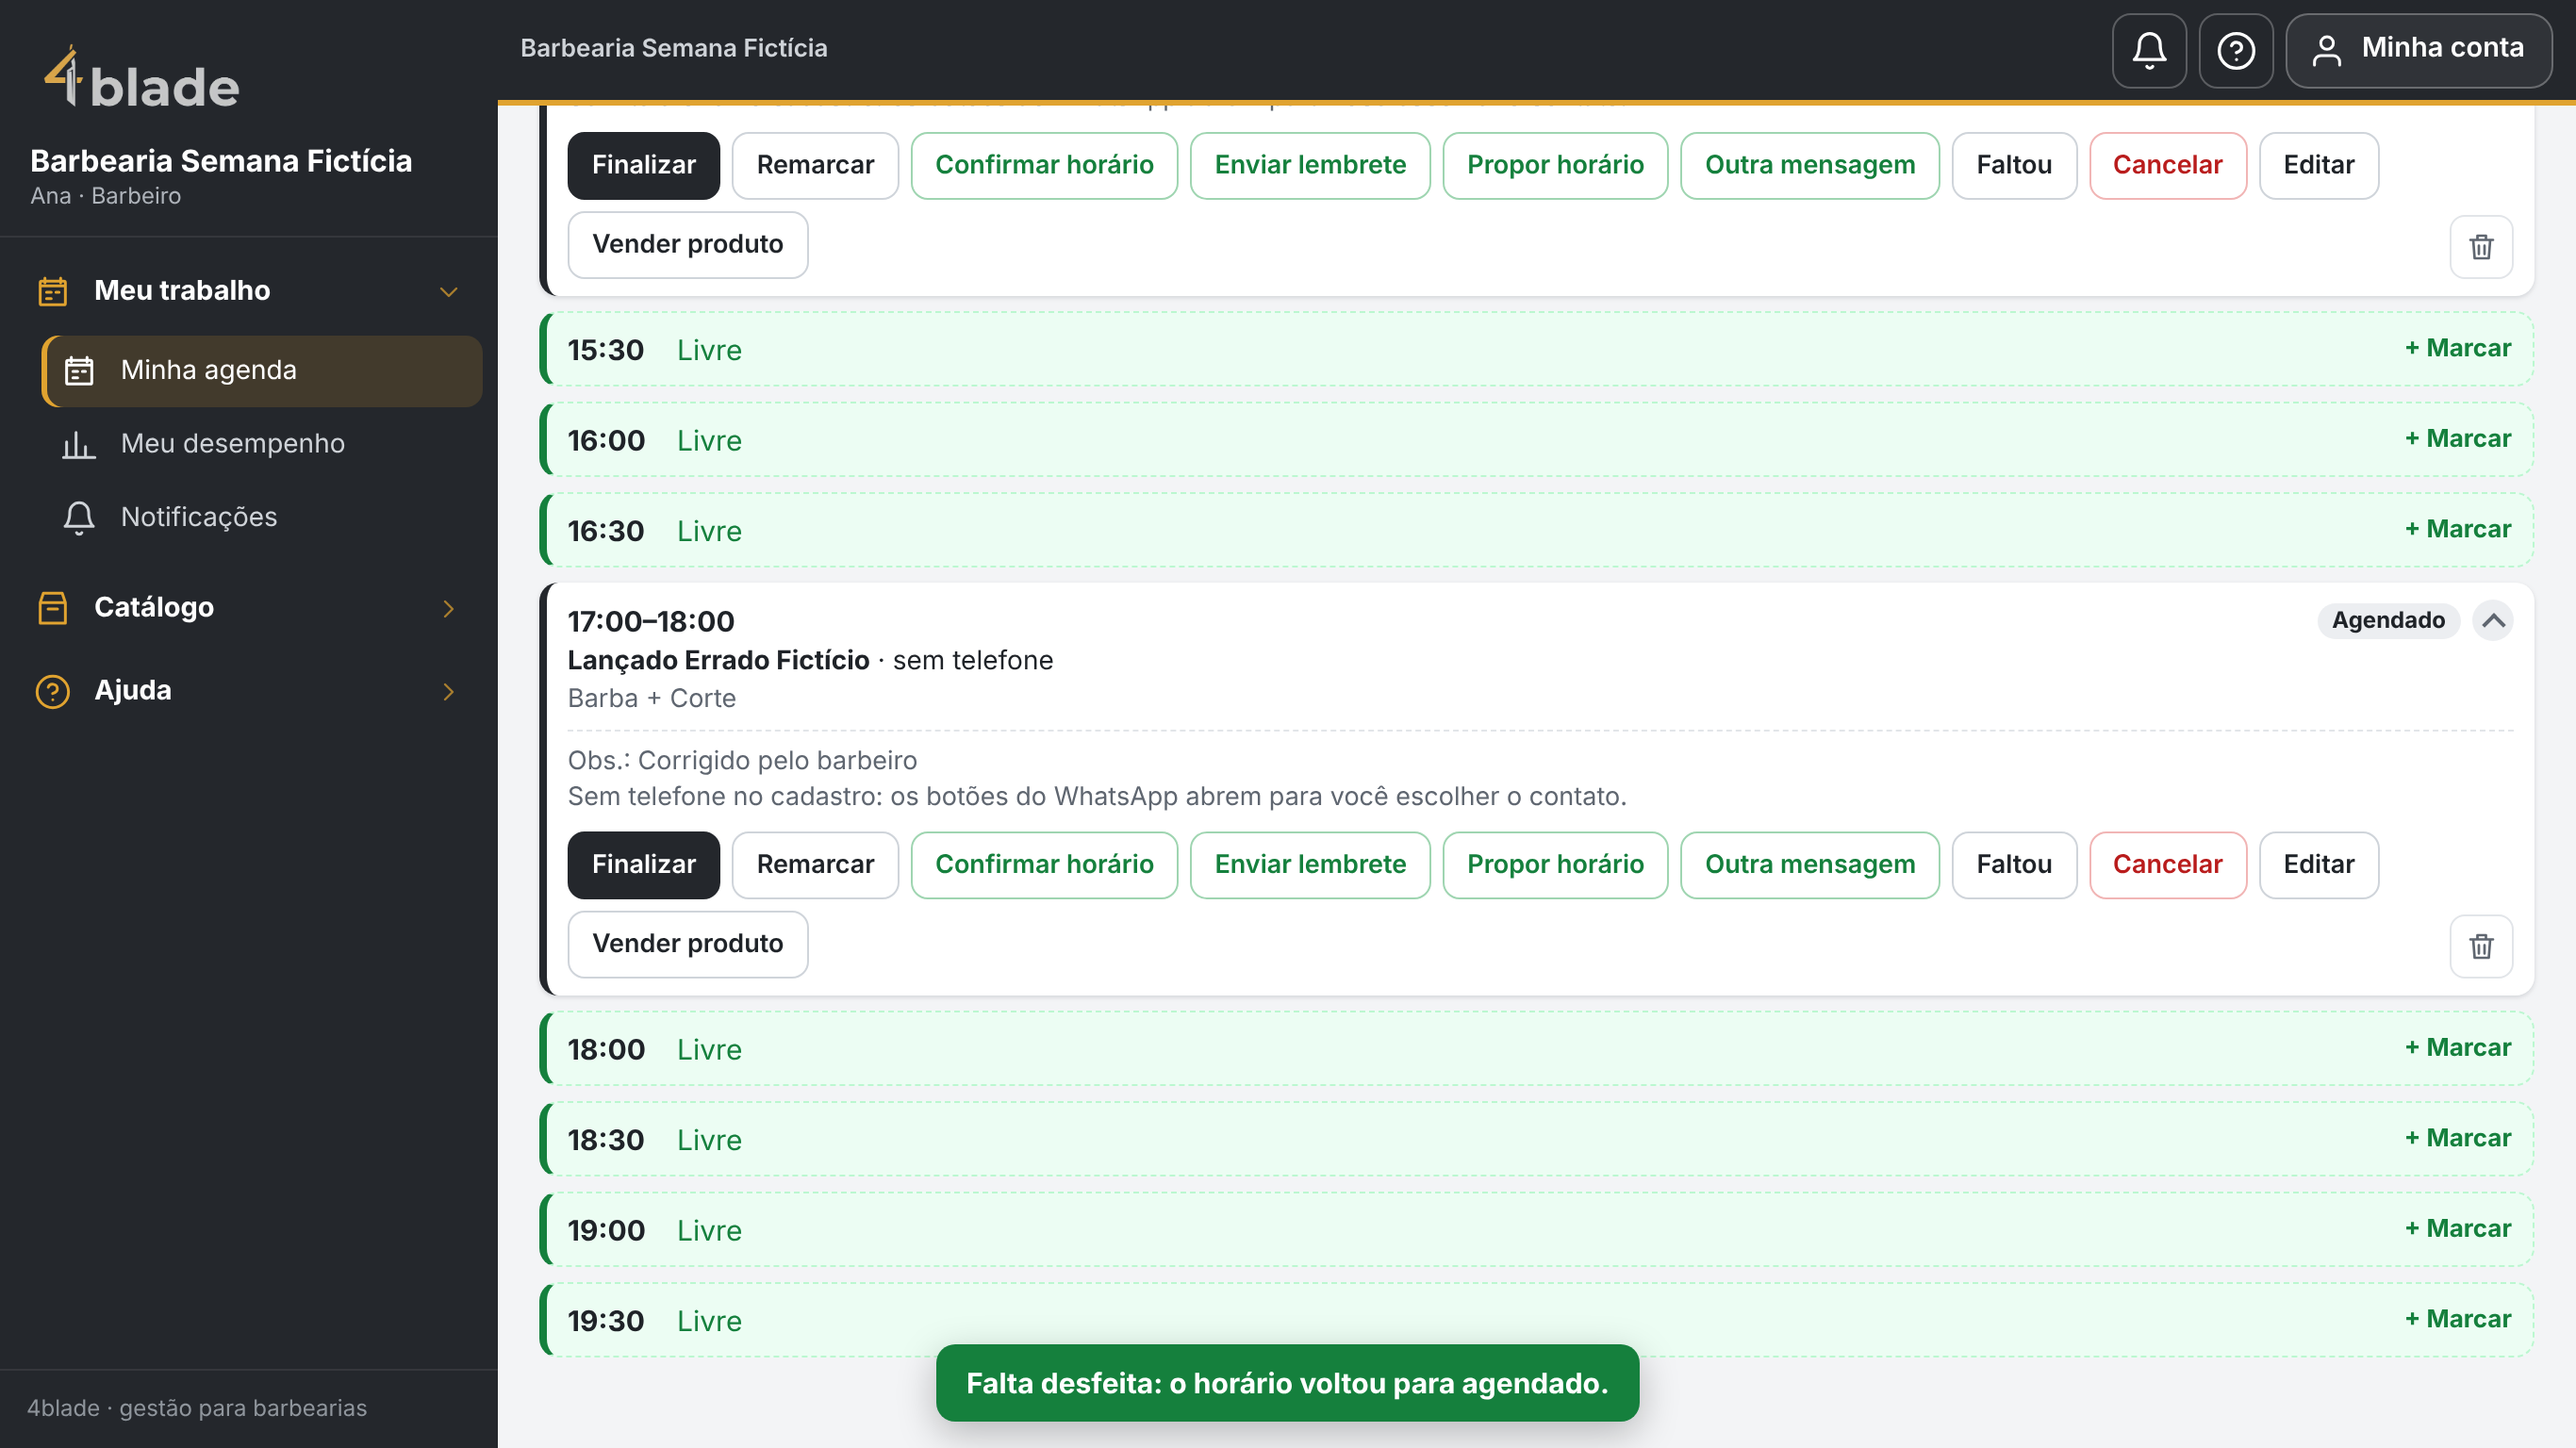 4blade
Barbearia Semana Fictícia
Ana · Barbeiro
Meu trabalho
Minha agenda
Meu desempenho
Notificações
Catálogo
Ajuda
4blade · gestão para barbearias
Barbearia Semana Fictícia
Minha conta
Finalizar Remarcar Confirmar horário Enviar lembrete Propor horário Outra mensagem Faltou Cancelar Editar
Vender produto
15:30 Livre + Marcar
16:00 Livre + Marcar
16:30 Livre + Marcar
17:00–18:00 Agendado
Lançado Errado Fictício · sem telefone
Barba + Corte
Obs.: Corrigido pelo barbeiro
Sem telefone no cadastro: os botões do WhatsApp abrem para você escolher o contato.
Finalizar Remarcar Confirmar horário Enviar lembrete Propor horário Outra mensagem Faltou Cancelar Editar
Vender produto
18:00 Livre + Marcar
18:30 Livre + Marcar
19:00 Livre + Marcar
19:30 Livre + Marcar
Falta desfeita: o horário voltou para agendado.